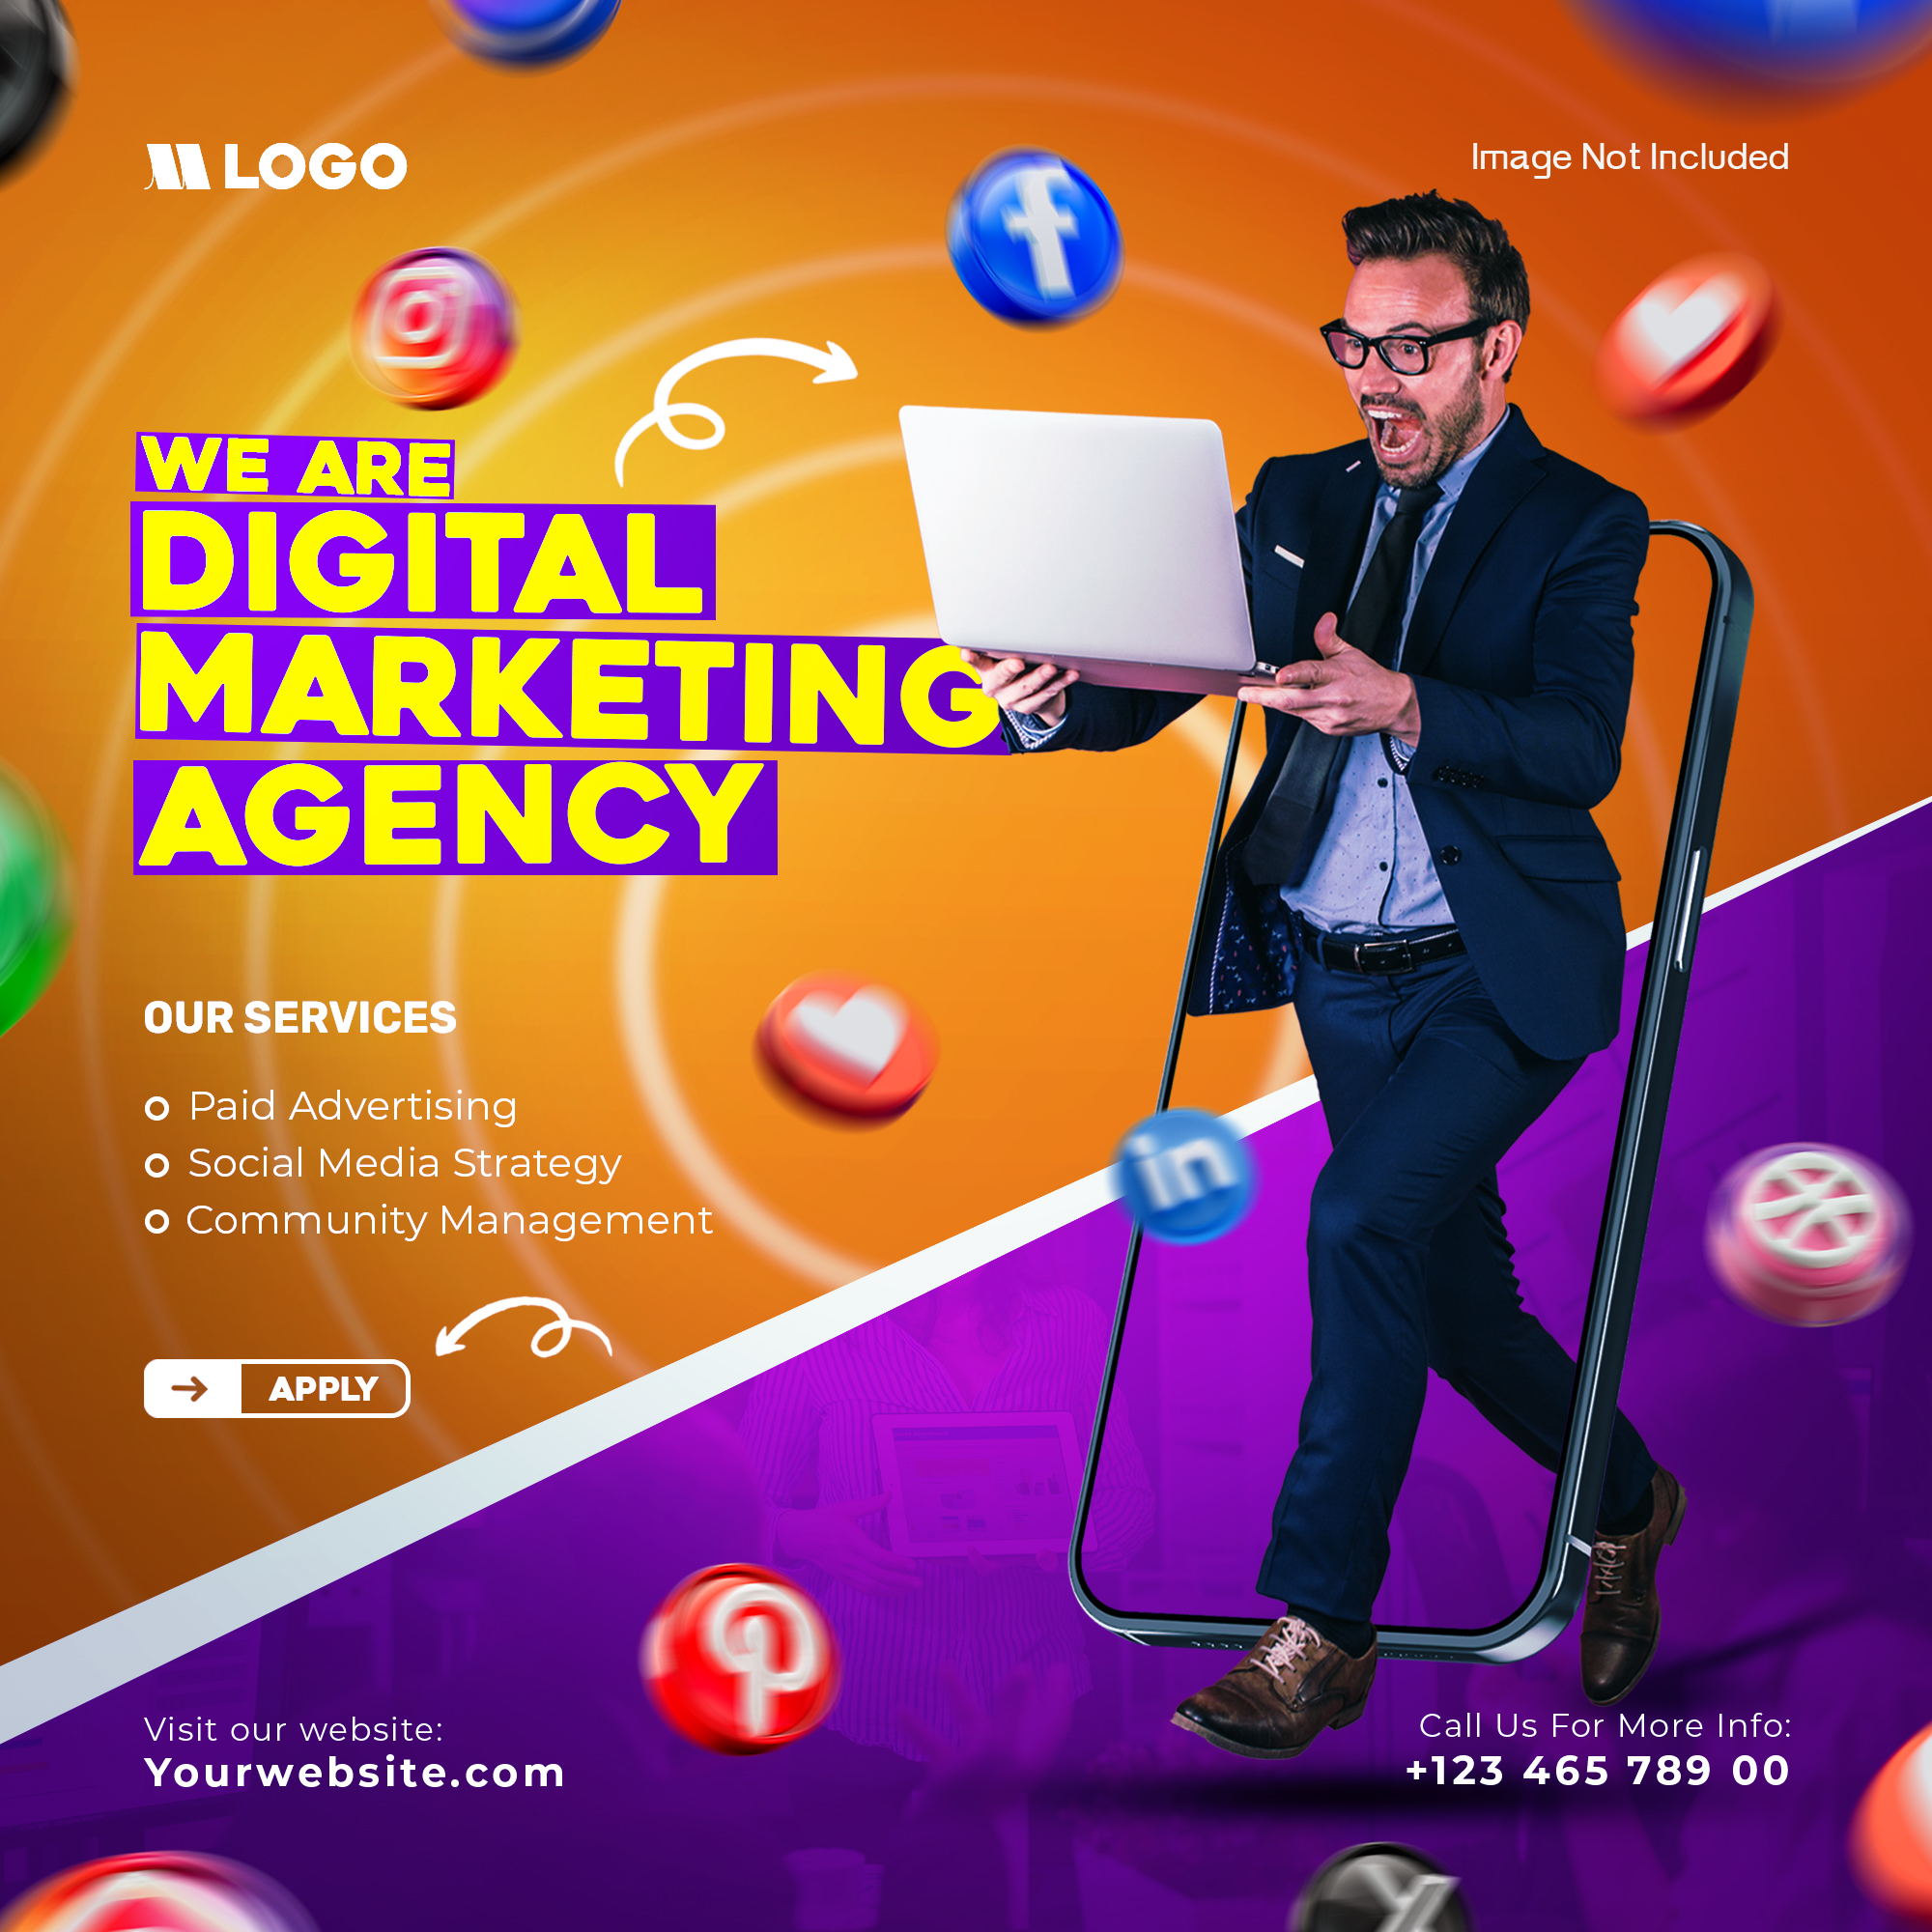 LOGO
Image Not Included
WE ARE
DIGITAL
MARKETING
AGENCY
OUR SERVICES
Paid Advertising
Social Media Strategy
Community Management
APPLY
Visit our website:
Yourwebsite.com
Call Us For More Info:
+123 465 789 00
f
in